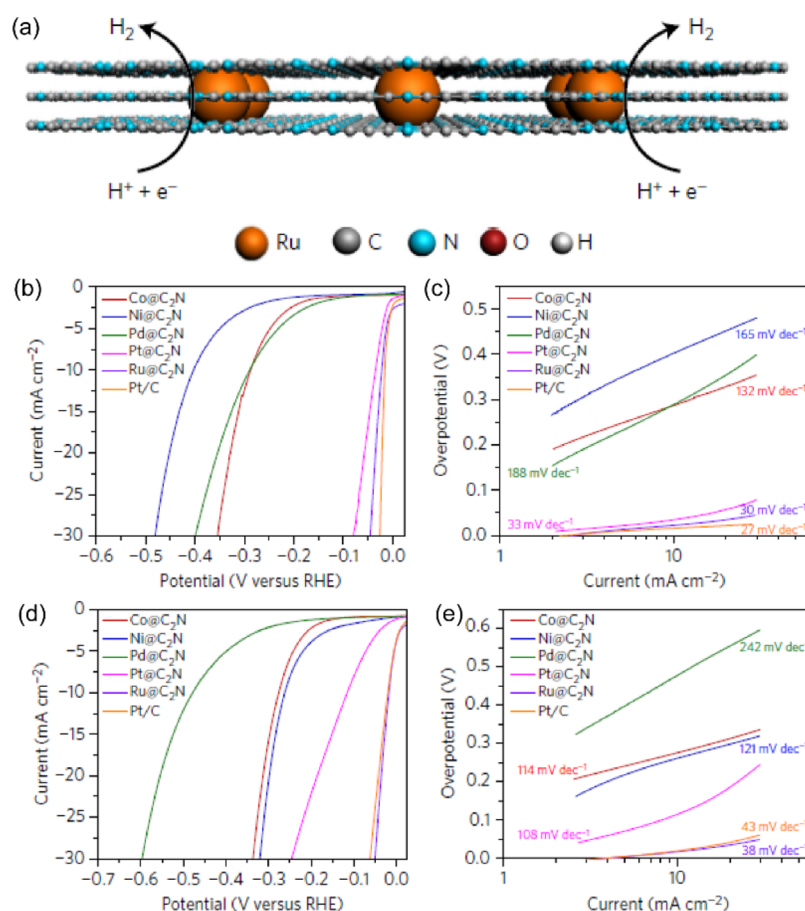 (a)
H₂
H₂
H⁺ + e⁻
H⁺ + e⁻
Ru
C
N
O
H
(b)
Co@C₂N
Ni@C₂N
Pd@C₂N
Pt@C₂N
Ru@C₂N
Pt/C
0
−5
−10
−15
−20
−25
−30
Current (mA cm⁻²)
−0.6
−0.5
−0.4
−0.3
−0.2
−0.1
0.0
Potential (V versus RHE)
(c)
Co@C₂N
Ni@C₂N
Pd@C₂N
Pt@C₂N
Ru@C₂N
Pt/C
165 mV dec⁻¹
132 mV dec⁻¹
188 mV dec⁻¹
33 mV dec⁻¹
30 mV dec⁻¹
27 mV dec⁻¹
0.5
0.4
0.3
0.2
0.1
0.0
Overpotential (V)
1
10
Current (mA cm⁻²)
(d)
Co@C₂N
Ni@C₂N
Pd@C₂N
Pt@C₂N
Ru@C₂N
Pt/C
0
−5
−10
−15
−20
−25
−30
Current (mA cm⁻²)
−0.7
−0.6
−0.5
−0.4
−0.3
−0.2
−0.1
0.0
Potential (V versus RHE)
(e)
Co@C₂N
Ni@C₂N
Pd@C₂N
Pt@C₂N
Ru@C₂N
Pt/C
242 mV dec⁻¹
121 mV dec⁻¹
114 mV dec⁻¹
108 mV dec⁻¹
43 mV dec⁻¹
38 mV dec⁻¹
0.6
0.5
0.4
0.3
0.2
0.1
0.0
Overpotential (V)
1
10
Current (mA cm⁻²)